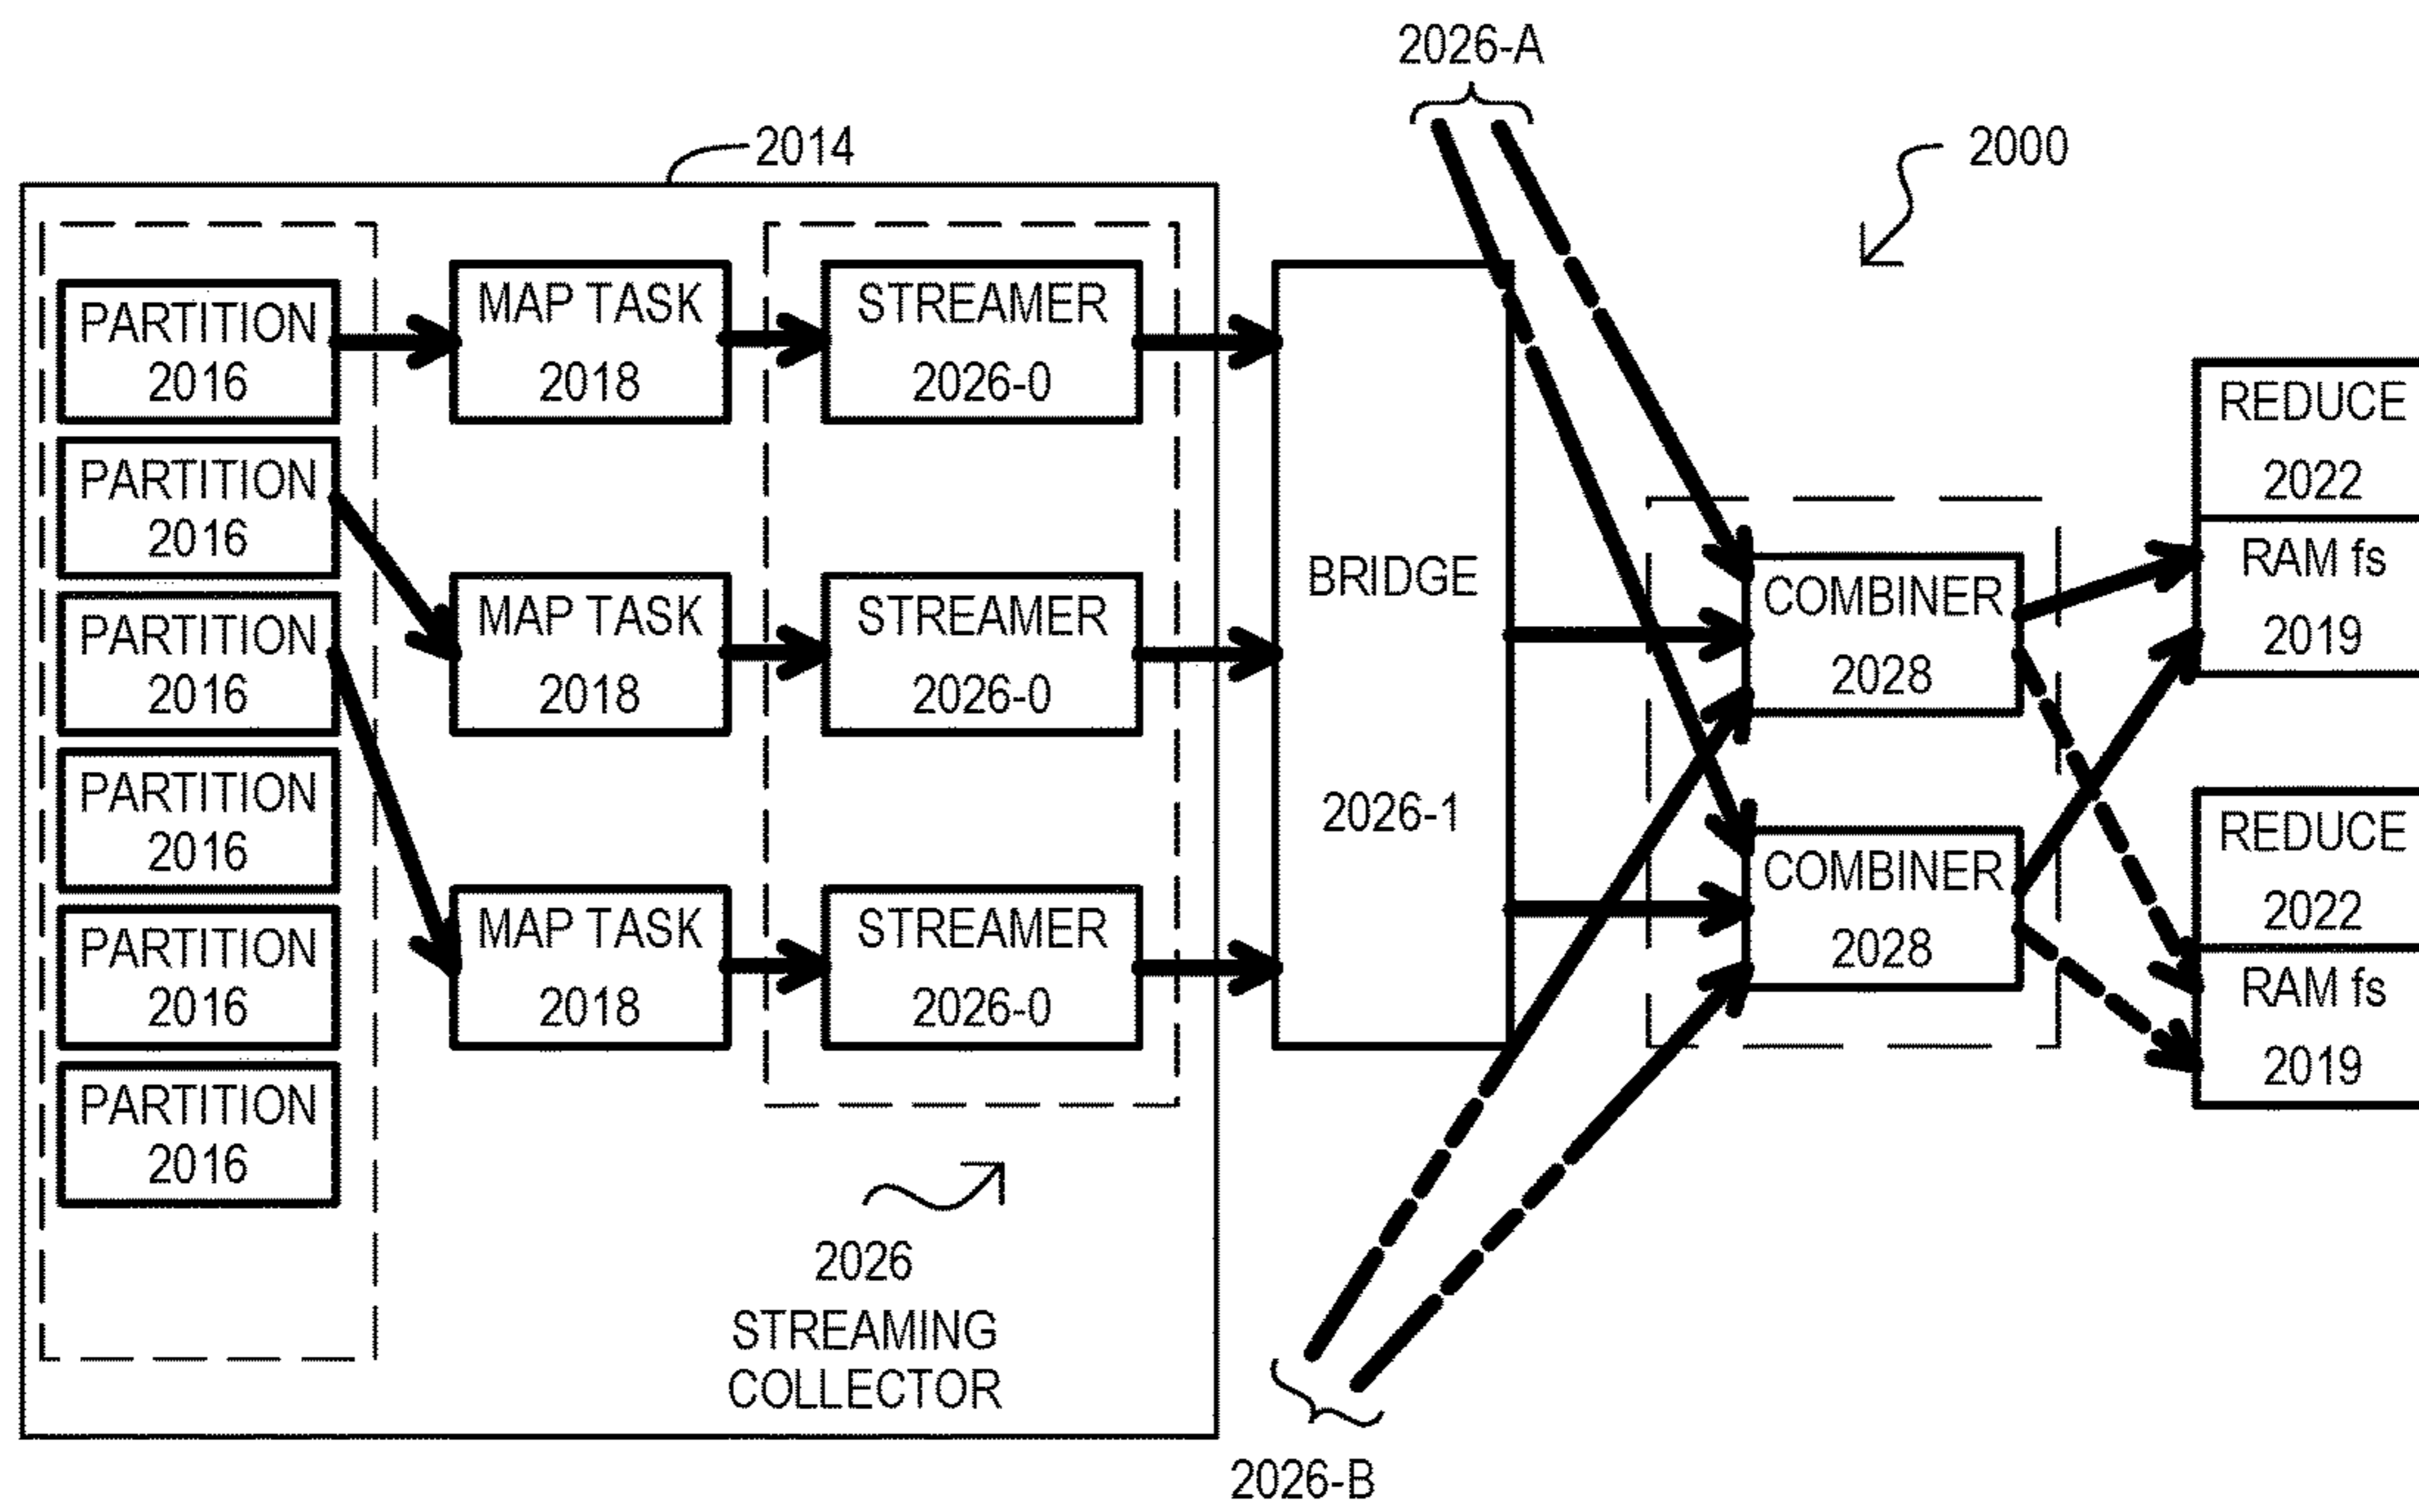 2026-A
2014
2000
PARTITION
2016
PARTITION
2016
PARTITION
2016
PARTITION
2016
PARTITION
2016
PARTITION
2016
MAP TASK
2018
MAP TASK
2018
MAP TASK
2018
STREAMER
2026-0
STREAMER
2026-0
STREAMER
2026-0
2026
STREAMING
COLLECTOR
BRIDGE
2026-1
COMBINER
2028
COMBINER
2028
REDUCE
2022
RAM fs
2019
REDUCE
2022
RAM fs
2019
2026-B